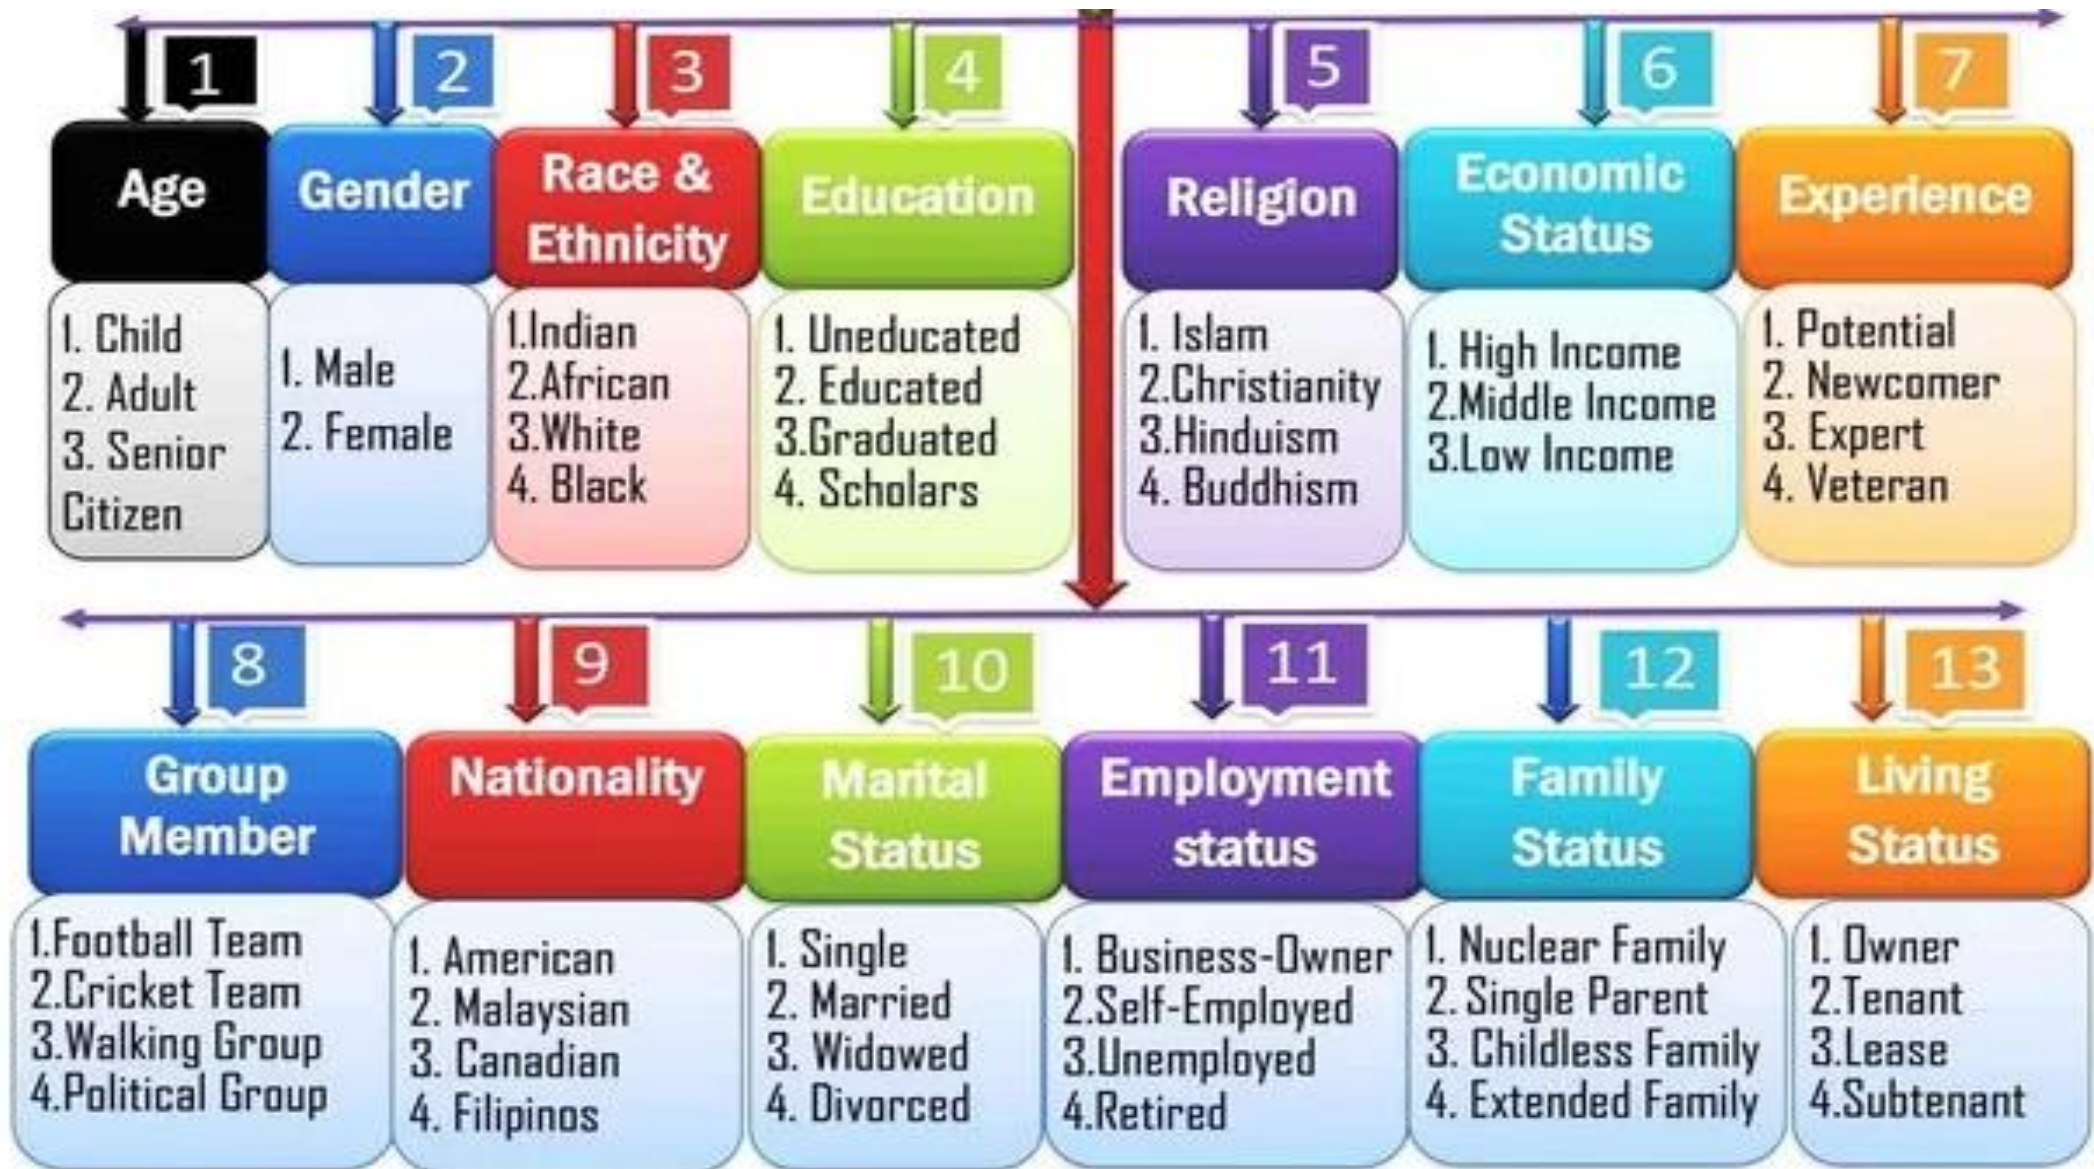 1
Age
1. Child
2. Adult
3. Senior
Citizen
2
Gender
1. Male
2. Female
3
Race &
Ethnicity
1.Indian
2.African
3.White
4. Black
4
Education
1. Uneducated
2. Educated
3.Graduated
4. Scholars
5
Religion
1. Islam
2.Christianity
3.Hinduism
4. Buddhism
6
Economic
Status
1. High Income
2.Middle Income
3.Low Income
7
Experience
1. Potential
2. Newcomer
3. Expert
4. Veteran
8
Group
Member
1.Football Team
2.Cricket Team
3.Walking Group
4.Political Group
9
Nationality
1. American
2. Malaysian
3. Canadian
4. Filipinos
10
Marital
Status
1. Single
2. Married
3. Widowed
4. Divorced
11
Employment
status
1. Business-Owner
2.Self-Employed
3.Unemployed
4.Retired
12
Family
Status
1. Nuclear Family
2. Single Parent
3. Childless Family
4. Extended Family
13
Living
Status
1. Owner
2.Tenant
3.Lease
4.Subtenant